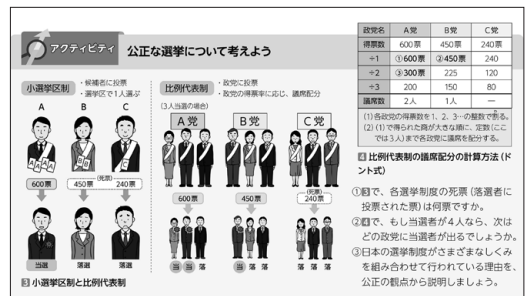 アクティビティ 公正な選挙について考えよう
小選挙区制
・候補者に投票
・選挙区で1人選ぶ
A B C
A A A A
B B
C
600票 450票 (死票) 240票
当選 落選 落選
3 小選挙区制と比例代表制
比例代表制
・政党に投票
・政党の得票率に応じ、議席配分
(3人当選の場合)
A党 B党 C党
600票 450票 (死票) 240票
当 当 落 当 落 落 落 落 落
政党名 A党 B党 C党
得票数 600票 450票 240票
÷1 ①600票 ②450票 240
÷2 ③300票 225 120
÷3 200 150 80
議席数 2人 1人 ―
(1)各政党の得票数を1、2、3…の整数で割る。
(2)(1)で得られた商が大きな順に、定数(ここ
では3人)まで各政党に議席を配分する。
4 比例代表制の議席配分の計算方法(ド
ント式)
①3で、各選挙制度の死票(落選者に
投票された票)は何票ですか。
②4で、もし当選者が4人なら、次は
どの政党に当選者が出るでしょうか。
③日本の選挙制度がさまざまなしくみ
を組み合わせて行われている理由を、
公正の観点から説明しましょう。